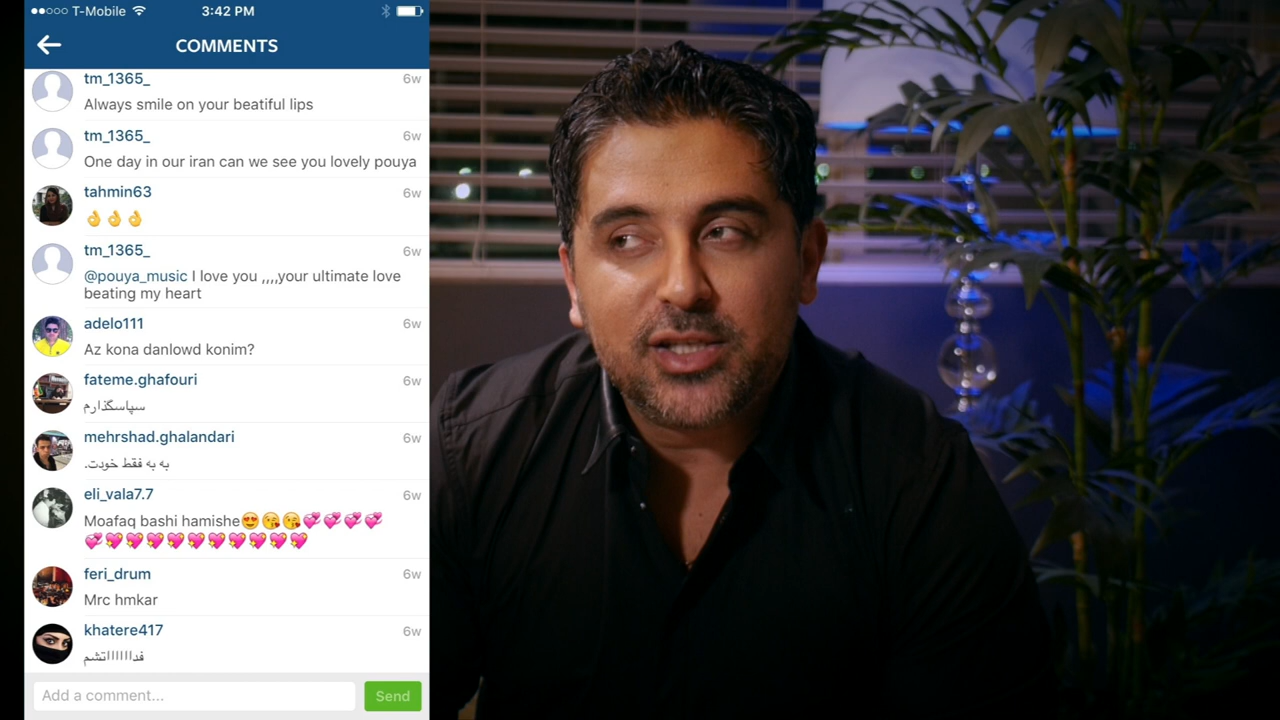 T-Mobile 3:42 PM
COMMENTS
tm_1365_ 6w
Always smile on your beatiful lips
tm_1365_ 6w
One day in our iran can we see you lovely pouya
tahmin63 6w
👌👌👌
tm_1365_ 6w
@pouya_music I love you ,,,,your ultimate love
beating my heart
adelo111 6w
Az kona danlowd konim?
fateme.ghafouri 6w
سپاسگذارم
mehrshad.ghalandari 6w
به به فقط خودت.
eli_vala7.7 6w
Moafaq bashi hamishe😍😘😘💞💞💞💞
💞💖💖💖💖💖💖💖💖💖💖
feri_drum 6w
Mrc hmkar
khatere417 6w
فداااااااتشم
Add a comment... Send